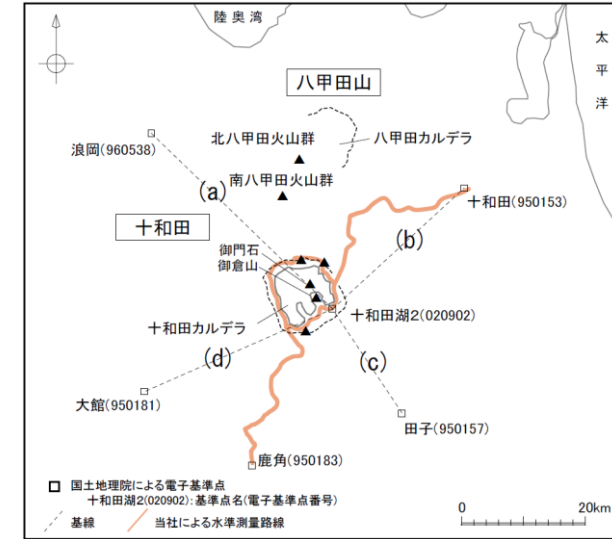 陸奥湾
太平洋
八甲田山
北八甲田火山群
八甲田カルデラ
浪岡(960538)
(a)
南八甲田火山群
十和田(950153)
十和田
(b)
御門石
御倉山
十和田湖2(020902)
十和田カルデラ
(d)
(c)
大館(950181)
田子(950157)
鹿角(950183)
国土地理院による電子基準点
十和田湖2(020902):基準点名(電子基準点番号)
基線
当社による水準測量路線
0
20km